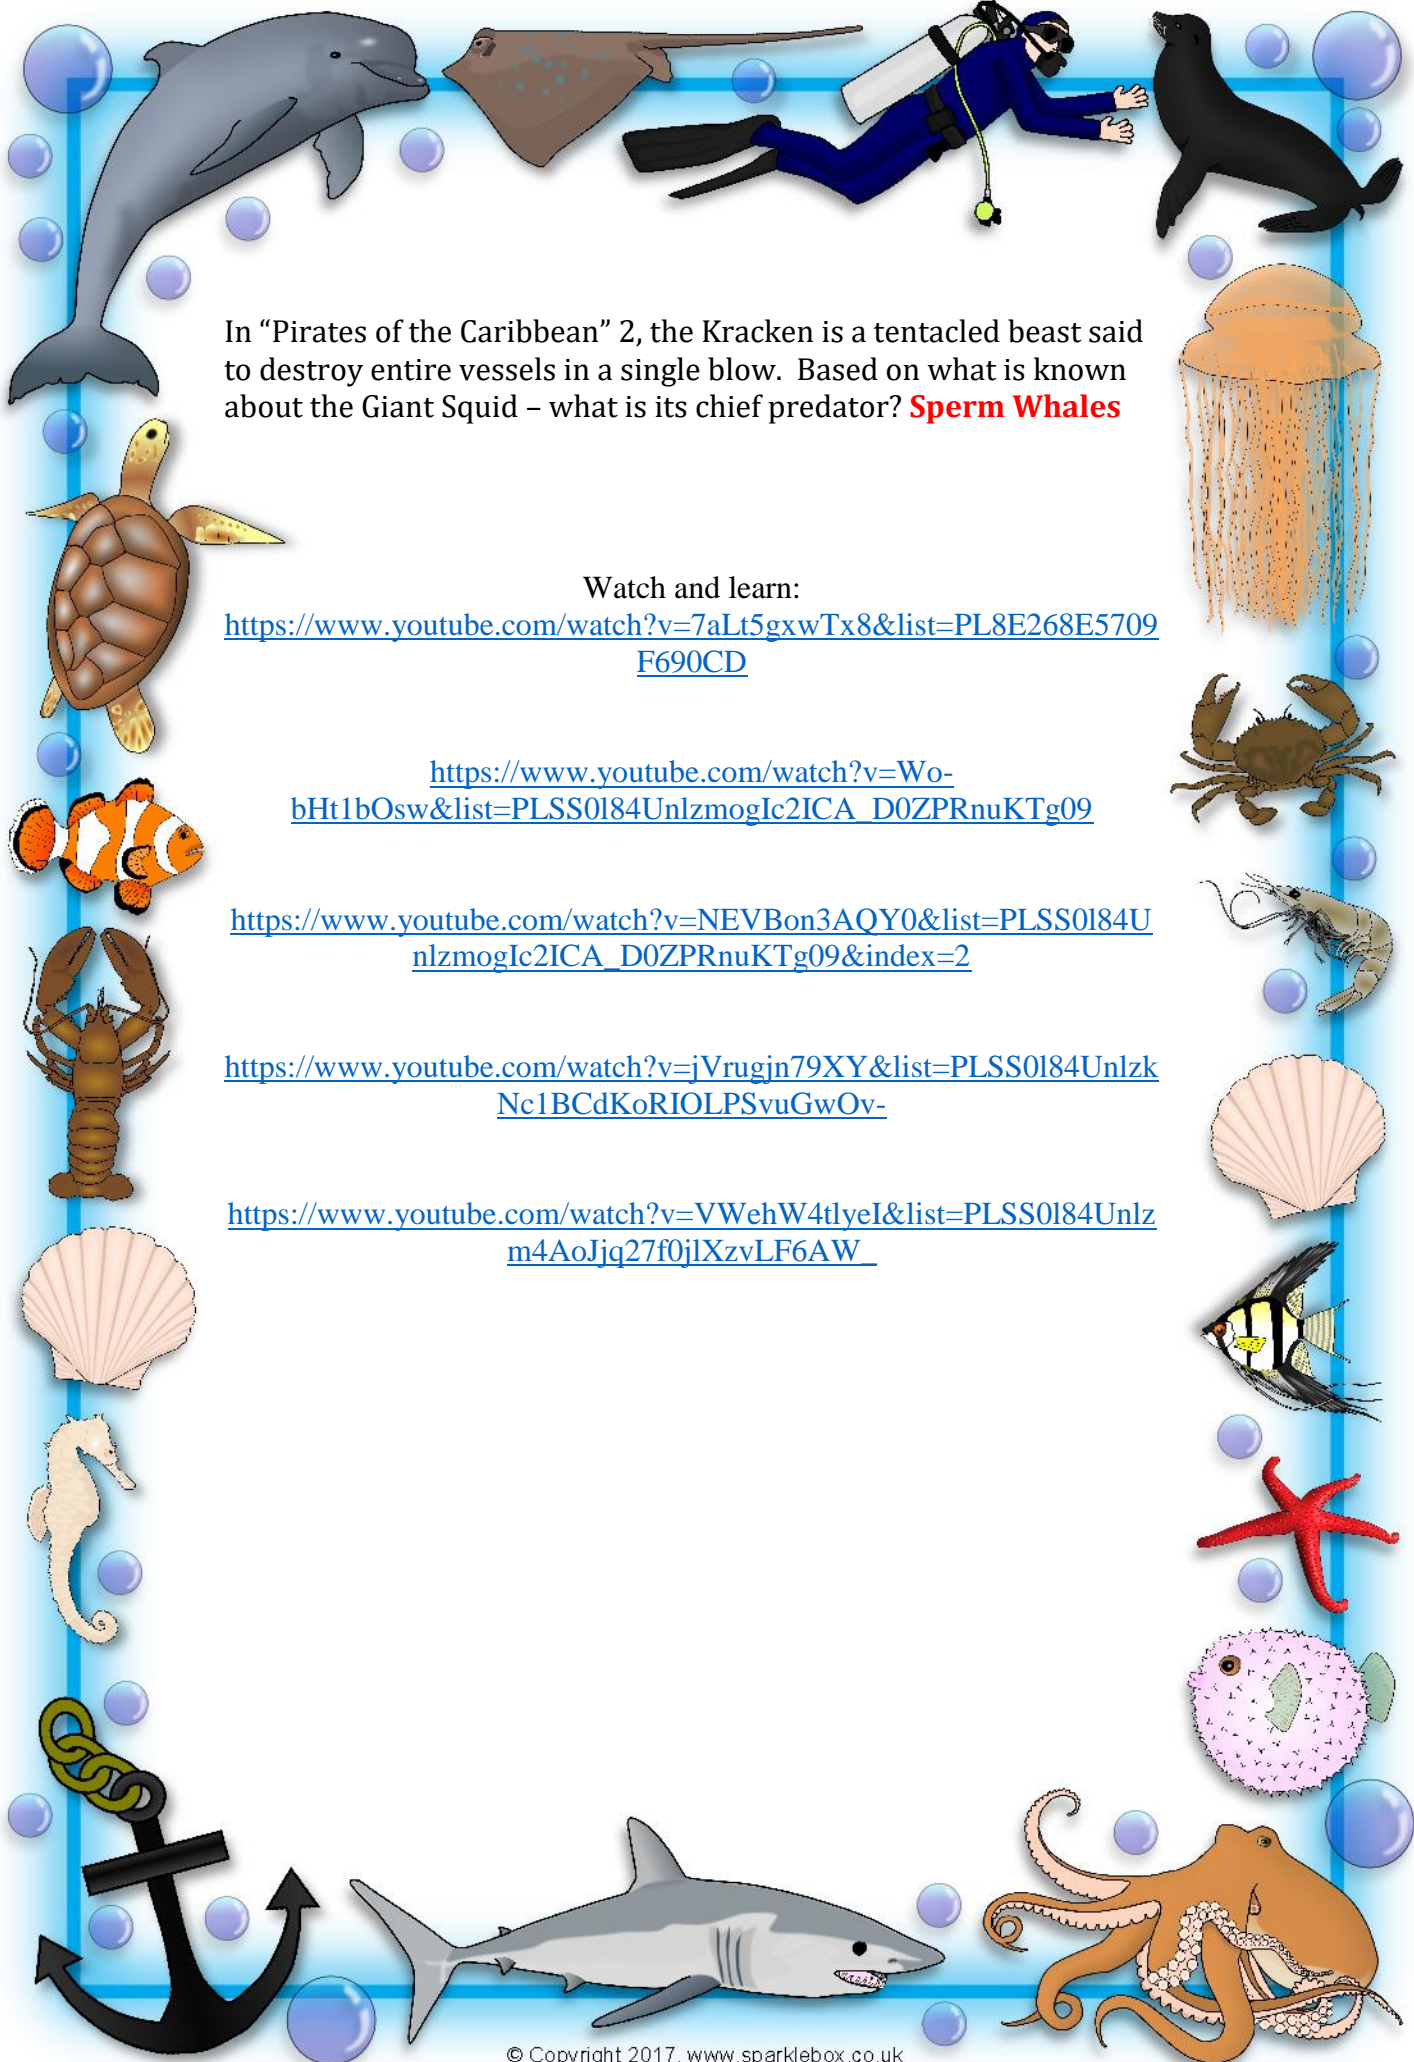 In “Pirates of the Caribbean” 2, the Kracken is a tentacled beast said
to destroy entire vessels in a single blow.  Based on what is known
about the Giant Squid – what is its chief predator? Sperm Whales
Watch and learn:
https://www.youtube.com/watch?v=7aLt5gxwTx8&list=PL8E268E5709
F690CD
https://www.youtube.com/watch?v=Wo-
bHt1bOsw&list=PLSS0l84UnlzmogIc2ICA_D0ZPRnuKTg09
https://www.youtube.com/watch?v=NEVBon3AQY0&list=PLSS0l84U
nlzmogIc2ICA_D0ZPRnuKTg09&index=2
https://www.youtube.com/watch?v=jVrugjn79XY&list=PLSS0l84Unlzk
Nc1BCdKoRIOLPSvuGwOv-
https://www.youtube.com/watch?v=VWehW4tlyeI&list=PLSS0l84Unlz
m4AoJjq27f0jlXzvLF6AW_
© Copyright 2017, www.sparklebox.co.uk